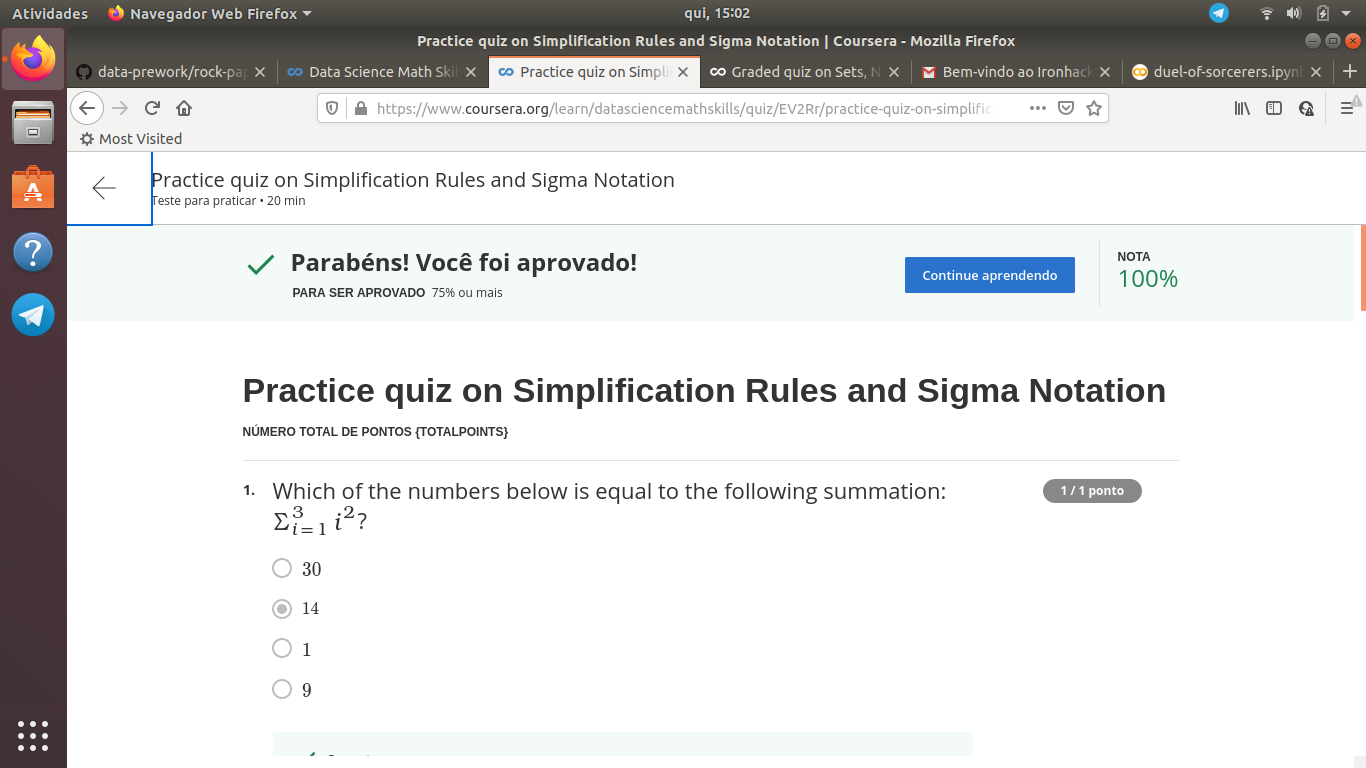 Atividades Navegador Web Firefox qui, 15:02
Practice quiz on Simplification Rules and Sigma Notation | Coursera - Mozilla Firefox
data-prework/rock-pap Data Science Math Skil Practice quiz on Simpli Graded quiz on Sets, N Bem-vindo ao Ironhack duel-of-sorcerers.ipynb
https://www.coursera.org/learn/datasciencemathskills/quiz/EV2Rr/practice-quiz-on-simplific
Most Visited
Practice quiz on Simplification Rules and Sigma Notation
Teste para praticar • 20 min
Parabéns! Você foi aprovado!
PARA SER APROVADO 75% ou mais
Continue aprendendo
NOTA
100%
Practice quiz on Simplification Rules and Sigma Notation
NÚMERO TOTAL DE PONTOS {TOTALPOINTS}
1. Which of the numbers below is equal to the following summation: 1 / 1 ponto
Σ_{i=1}^{3} i^2?
30
14
1
9